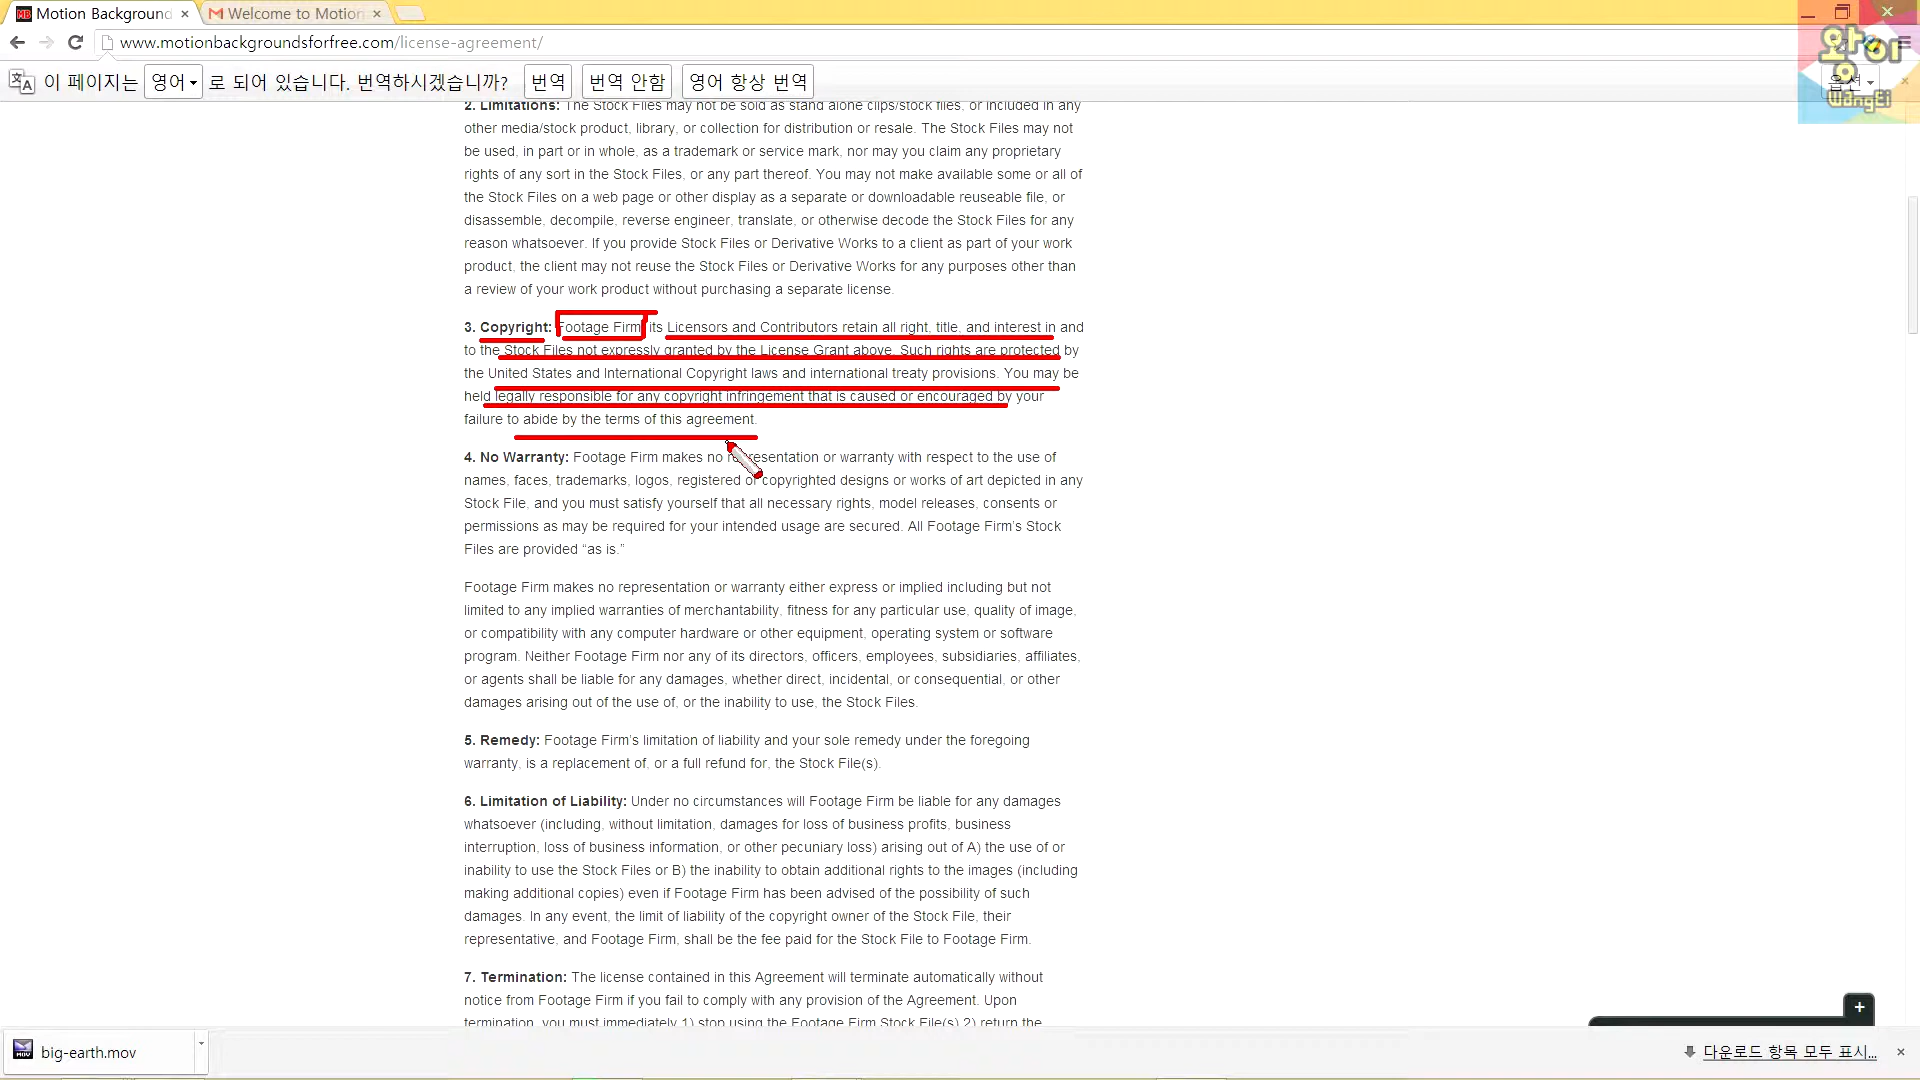 Motion Background
Welcome to Motion
www.motionbackgroundsforfree.com/license-agreement/
이 페이지는 영어 로 되어 있습니다. 번역하시겠습니까? 번역 번역 안함 영어 항상 번역 옵션
왕이
WangEi
2. Limitations: The Stock Files may not be sold as stand alone clips/stock files, or included in any
other media/stock product, library, or collection for distribution or resale. The Stock Files may not
be used, in part or in whole, as a trademark or service mark, nor may you claim any proprietary
rights of any sort in the Stock Files, or any part thereof. You may not make available some or all of
the Stock Files on a web page or other display as a separate or downloadable reuseable file, or
disassemble, decompile, reverse engineer, translate, or otherwise decode the Stock Files for any
reason whatsoever. If you provide Stock Files or Derivative Works to a client as part of your work
product, the client may not reuse the Stock Files or Derivative Works for any purposes other than
a review of your work product without purchasing a separate license.
3. Copyright: Footage Firm its Licensors and Contributors retain all right, title, and interest in and
to the Stock Files not expressly granted by the License Grant above. Such rights are protected by
the United States and International Copyright laws and international treaty provisions. You may be
held legally responsible for any copyright infringement that is caused or encouraged by your
failure to abide by the terms of this agreement.
4. No Warranty: Footage Firm makes no representation or warranty with respect to the use of
names, faces, trademarks, logos, registered or copyrighted designs or works of art depicted in any
Stock File, and you must satisfy yourself that all necessary rights, model releases, consents or
permissions as may be required for your intended usage are secured. All Footage Firm's Stock
Files are provided “as is.”
Footage Firm makes no representation or warranty either express or implied including but not
limited to any implied warranties of merchantability, fitness for any particular use, quality of image,
or compatibility with any computer hardware or other equipment, operating system or software
program. Neither Footage Firm nor any of its directors, officers, employees, subsidiaries, affiliates,
or agents shall be liable for any damages, whether direct, incidental, or consequential, or other
damages arising out of the use of, or the inability to use, the Stock Files.
5. Remedy: Footage Firm's limitation of liability and your sole remedy under the foregoing
warranty, is a replacement of, or a full refund for, the Stock File(s).
6. Limitation of Liability: Under no circumstances will Footage Firm be liable for any damages
whatsoever (including, without limitation, damages for loss of business profits, business
interruption, loss of business information, or other pecuniary loss) arising out of A) the use of or
inability to use the Stock Files or B) the inability to obtain additional rights to the images (including
making additional copies) even if Footage Firm has been advised of the possibility of such
damages. In any event, the limit of liability of the copyright owner of the Stock File, their
representative, and Footage Firm, shall be the fee paid for the Stock File to Footage Firm.
7. Termination: The license contained in this Agreement will terminate automatically without
notice from Footage Firm if you fail to comply with any provision of the Agreement. Upon
termination, you must immediately 1) stop using the Footage Firm Stock File(s) 2) return the
big-earth.mov
다운로드 항목 모두 표시...